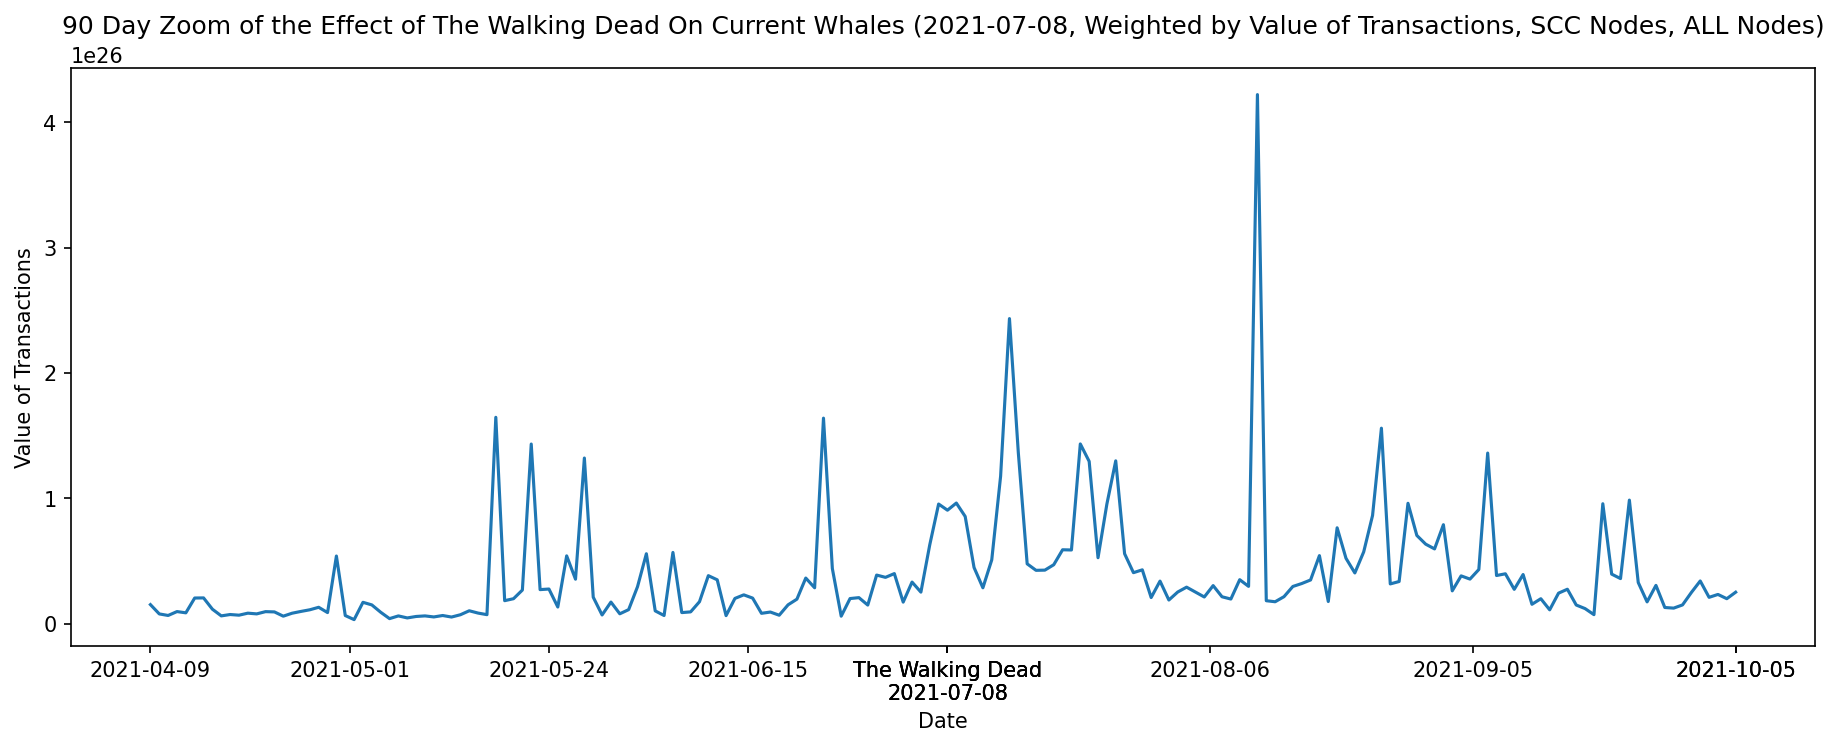 90 Day Zoom of the Effect of The Walking Dead On Current Whales (2021-07-08, Weighted by Value of Transactions, SCC Nodes, ALL Nodes)
1e26
4
3
2
1
0
Value of Transactions
2021-04-09 2021-05-01 2021-05-24 2021-06-15 The Walking Dead 2021-08-06 2021-09-05 2021-10-05
2021-07-08
Date